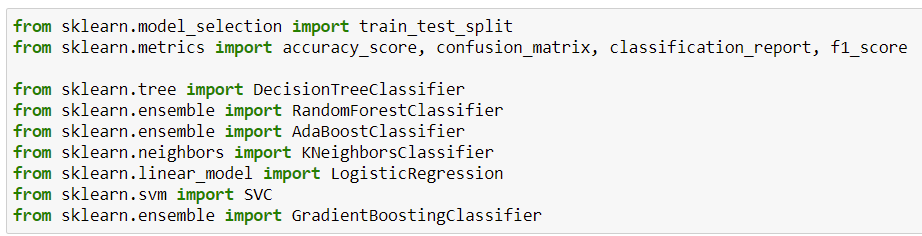 from sklearn.model_selection import train_test_split
from sklearn.metrics import accuracy_score, confusion_matrix, classification_report, f1_score
from sklearn.tree import DecisionTreeClassifier
from sklearn.ensemble import RandomForestClassifier
from sklearn.ensemble import AdaBoostClassifier
from sklearn.neighbors import KNeighborsClassifier
from sklearn.linear_model import LogisticRegression
from sklearn.svm import SVC
from sklearn.ensemble import GradientBoostingClassifier